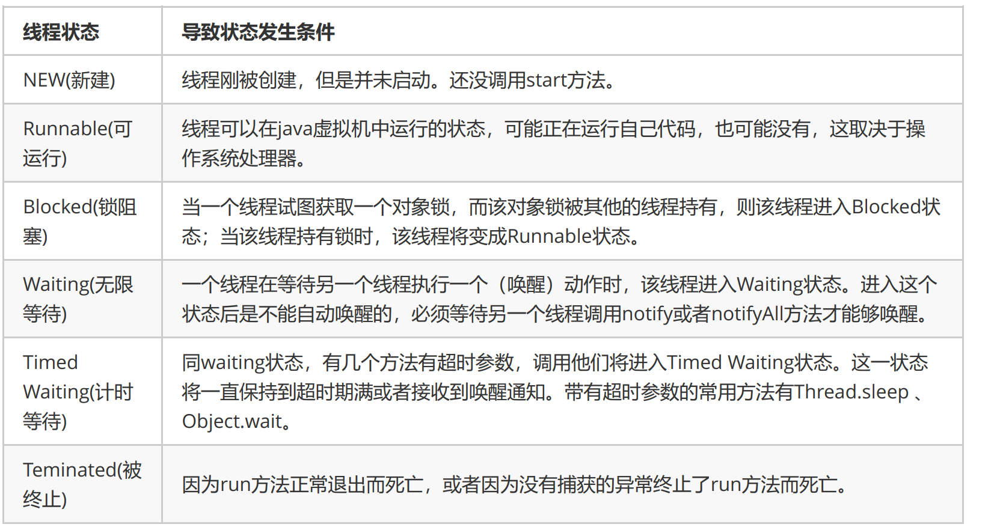 线程状态
导致状态发生条件
NEW(新建)
线程刚被创建，但是并未启动。还没调用start方法。
Runnable(可
运行)
线程可以在java虚拟机中运行的状态，可能正在运行自己代码，也可能没有，这取决于操
作系统处理器。
Blocked(锁阻
塞)
当一个线程试图获取一个对象锁，而该对象锁被其他的线程持有，则该线程进入Blocked状
态；当该线程持有锁时，该线程将变成Runnable状态。
Waiting(无限
等待)
一个线程在等待另一个线程执行一个（唤醒）动作时，该线程进入Waiting状态。进入这个
状态后是不能自动唤醒的，必须等待另一个线程调用notify或者notifyAll方法才能够唤醒。
Timed
Waiting(计时
等待)
同waiting状态，有几个方法有超时参数，调用他们将进入Timed Waiting状态。这一状态
将一直保持到超时期满或者接收到唤醒通知。带有超时参数的常用方法有Thread.sleep 、
Object.wait。
Teminated(被
终止)
因为run方法正常退出而死亡，或者因为没有捕获的异常终止了run方法而死亡。